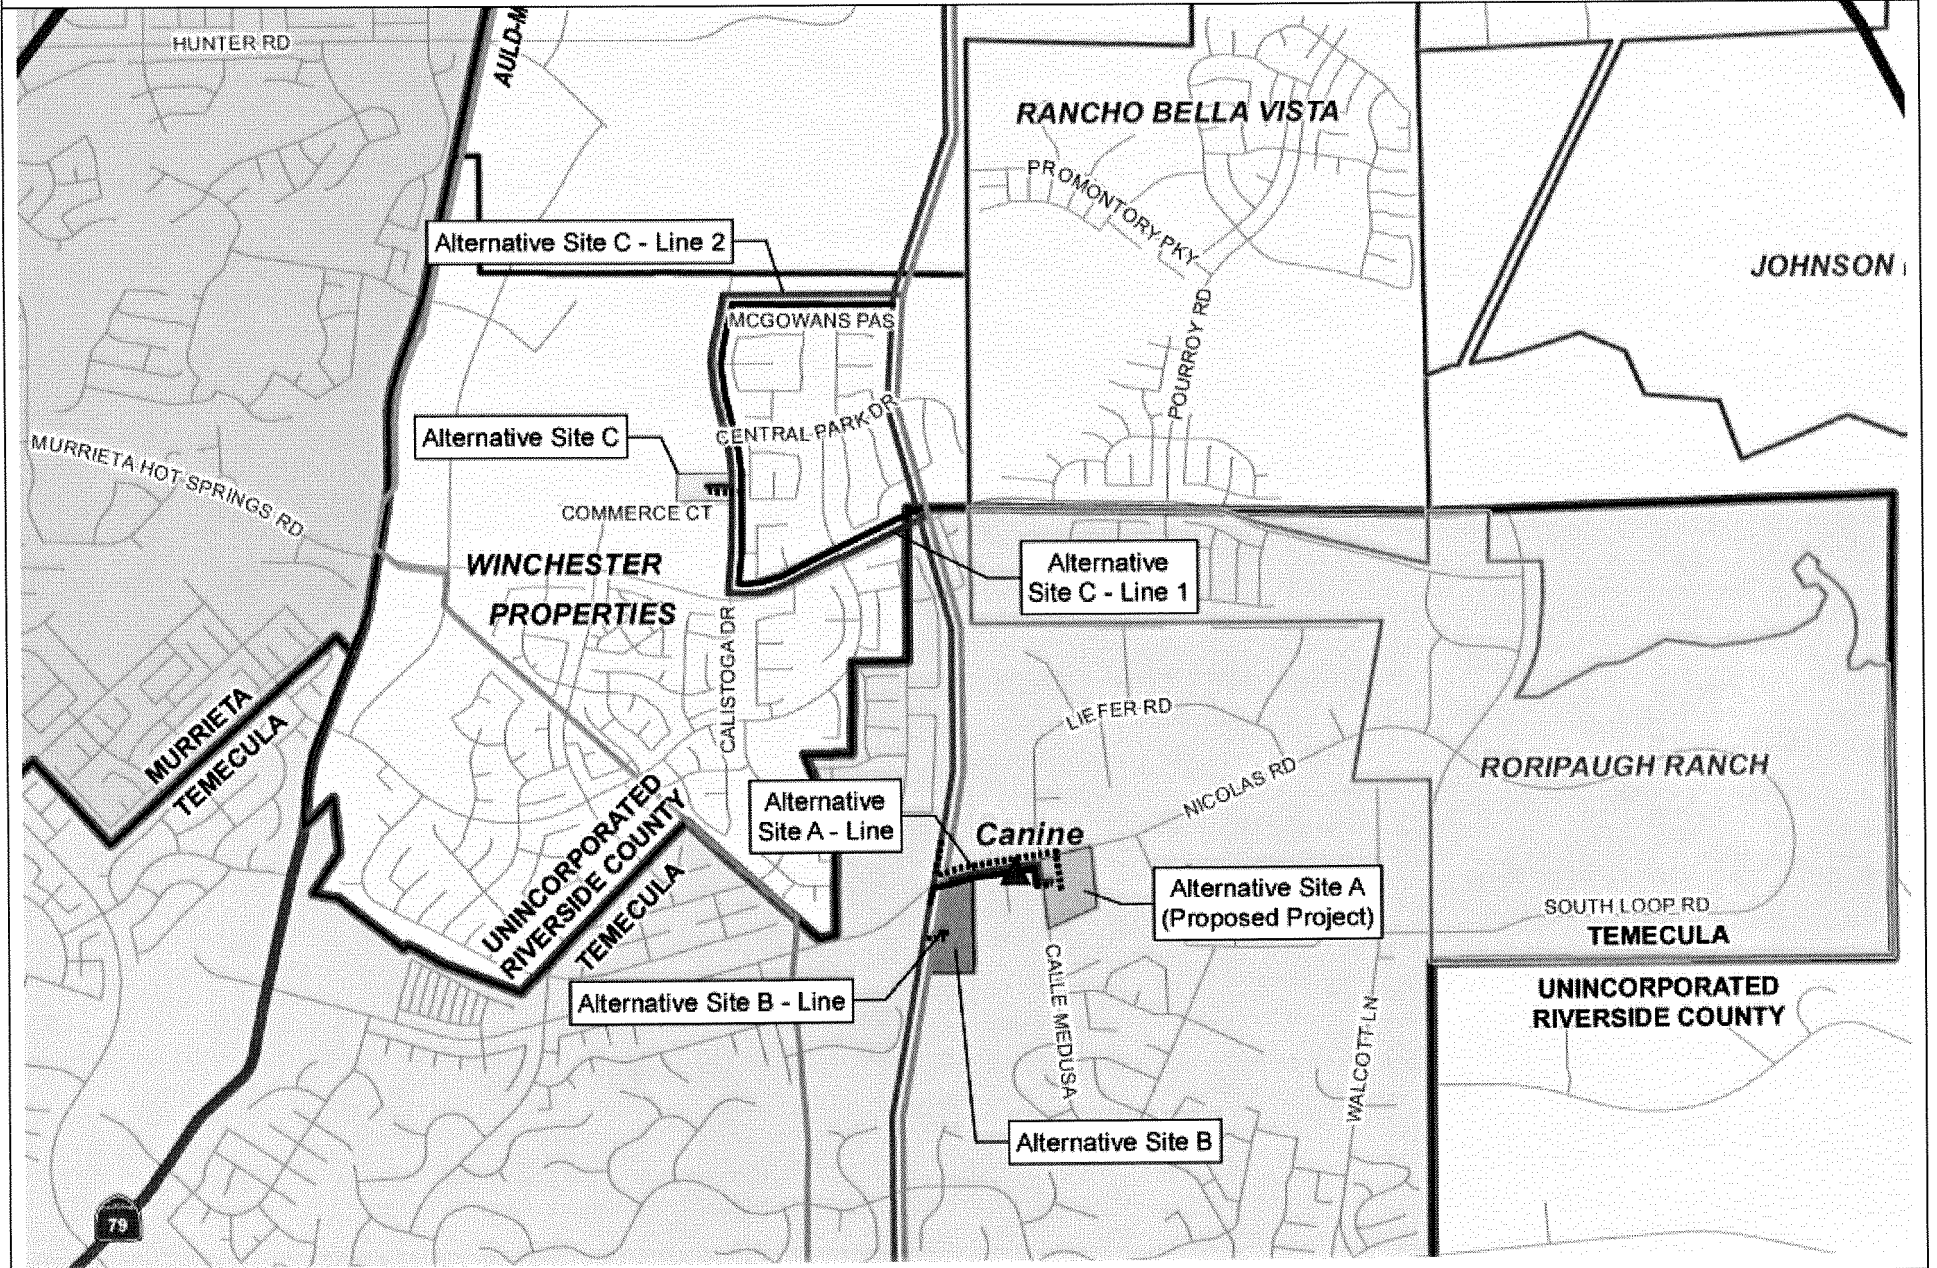 HUNTER RD
AULD-M
RANCHO BELLA VISTA
PROMONTORY PKY
Alternative Site C - Line 2
JOHNSON
MCGOWANS PAS
POURROY RD
CENTRAL PARK DR
Alternative Site C
MURRIETA HOT SPRINGS RD
COMMERCE CT
WINCHESTER
PROPERTIES
Alternative
Site C - Line 1
CALISTOGA DR
LIEFER RD
MURRIETA
TEMECULA
RORIPAUGH RANCH
NICOLAS RD
Alternative
Site A - Line
Canine
UNINCORPORATED
RIVERSIDE COUNTY
TEMECULA
Alternative Site A
(Proposed Project)
SOUTH LOOP RD
TEMECULA
UNINCORPORATED
RIVERSIDE COUNTY
Alternative Site B - Line
CALLE MEDUSA
WALCOTT LN
Alternative Site B
79